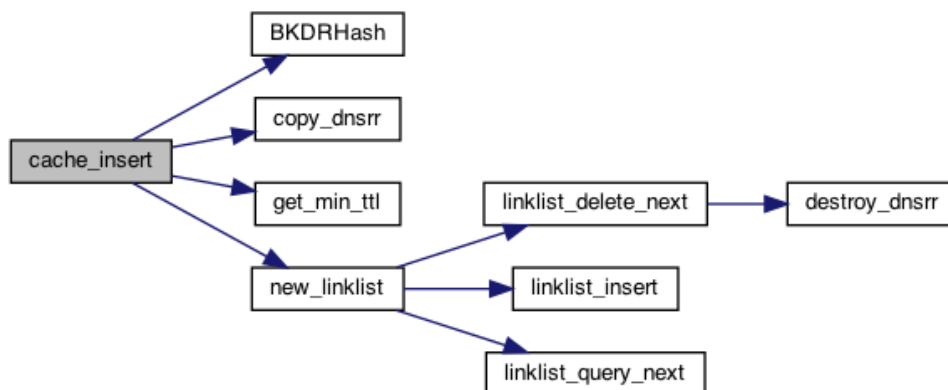 BKDRHash
copy_dnsrr
cache_insert
get_min_ttl
linklist_delete_next
destroy_dnsrr
new_linklist
linklist_insert
linklist_query_next